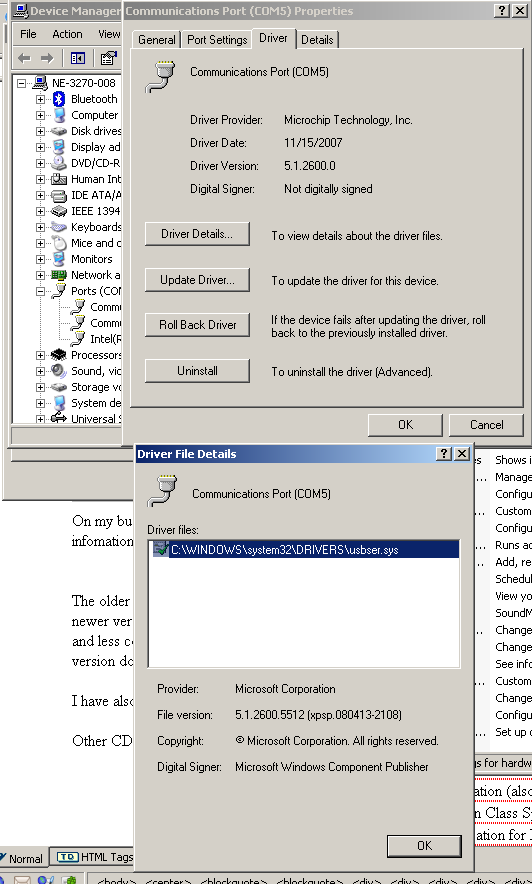 Device Manager
File Action View
NE-3270-008
Bluetooth
Computer
Disk drives
Display ad
DVD/CD-R
Human Int
IDE ATA/A
IEEE 1394
Keyboards
Mice and o
Monitors
Network a
Ports (COM
Commu
Commu
Intel(R
Processors
Sound, vid
Storage vo
System de
Universal S
Communications Port (COM5) Properties
General Port Settings Driver Details
Communications Port (COM5)
Driver Provider: Microchip Technology, Inc.
Driver Date: 11/15/2007
Driver Version: 5.1.2600.0
Digital Signer: Not digitally signed
Driver Details... To view details about the driver files.
Update Driver... To update the driver for this device.
Roll Back Driver If the device fails after updating the driver, roll
back to the previously installed driver.
Uninstall To uninstall the driver (Advanced).
OK Cancel
Driver File Details
Communications Port (COM5)
Driver files:
C:\WINDOWS\system32\DRIVERS\usbser.sys
Provider: Microsoft Corporation
File version: 5.1.2600.5512 (xpsp.080413-2108)
Copyright: © Microsoft Corporation. All rights reserved.
Digital Signer: Microsoft Windows Component Publisher
OK
On my bu
infomation
The older
newer ver
and less co
version do
I have also
Other CD
s Shows i
... Manage
Configu
... Custom
Configu
... Runs ad
... Add, re
Schedul
View yo
SoundM
... Change
Change
See info
... Custom
Change
Configu
... Set up o
gs for hardw
ation (also
n Class S
ation for
Normal HTML Tags
<body> <center> <blockquote> <blockquote> <div> <div> <div> <div> <div>